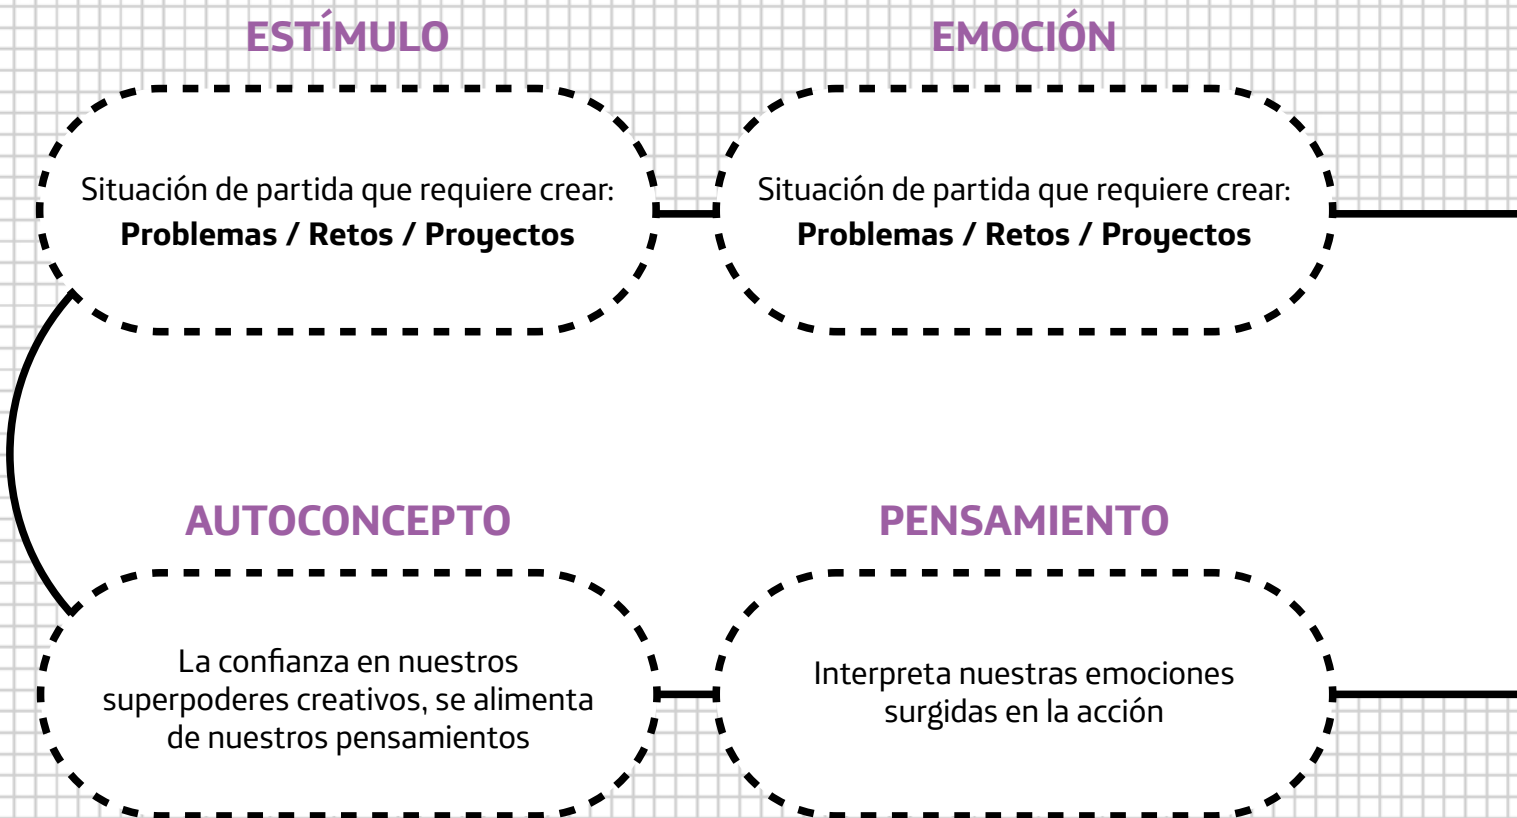 ESTÍMULO
Situación de partida que requiere crear:
Problemas / Retos / Proyectos
EMOCIÓN
Situación de partida que requiere crear:
Problemas / Retos / Proyectos
AUTOCONCEPTO
La confianza en nuestros
superpoderes creativos, se alimenta
de nuestros pensamientos
PENSAMIENTO
Interpreta nuestras emociones
surgidas en la acción